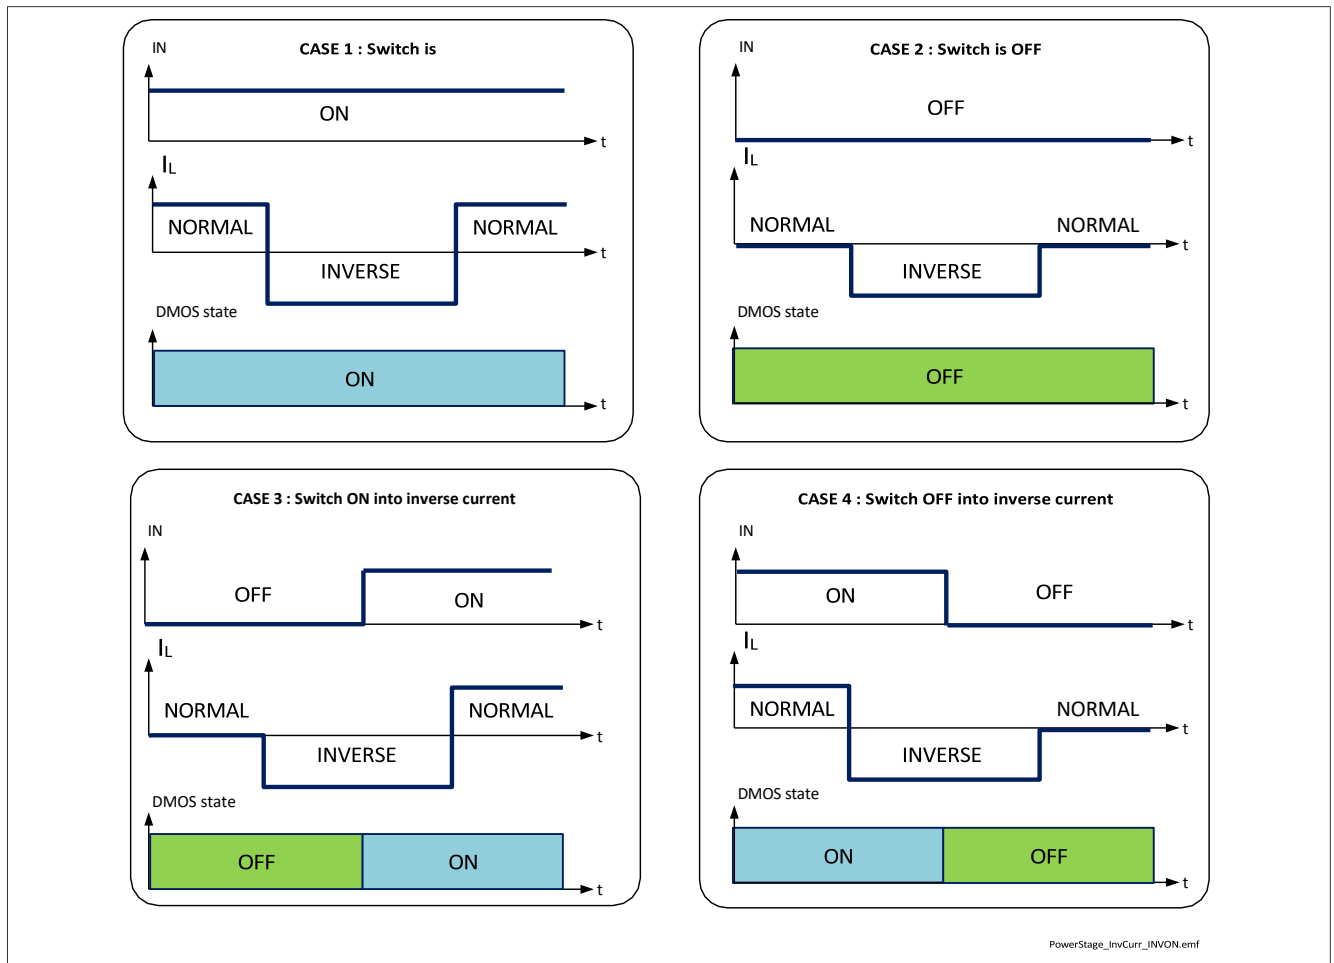 CASE 1 : Switch is
IN
ON
t
IL
NORMAL
NORMAL
t
INVERSE
DMOS state
ON
t
CASE 2 : Switch is OFF
IN
OFF
t
IL
NORMAL
NORMAL
t
INVERSE
DMOS state
OFF
t
CASE 3 : Switch ON into inverse current
IN
OFF
ON
t
IL
NORMAL
NORMAL
t
INVERSE
DMOS state
OFF
ON
t
CASE 4 : Switch OFF into inverse current
IN
ON
OFF
t
IL
NORMAL
NORMAL
t
INVERSE
DMOS state
ON
OFF
t
PowerStage_InvCurr_INVON.emf